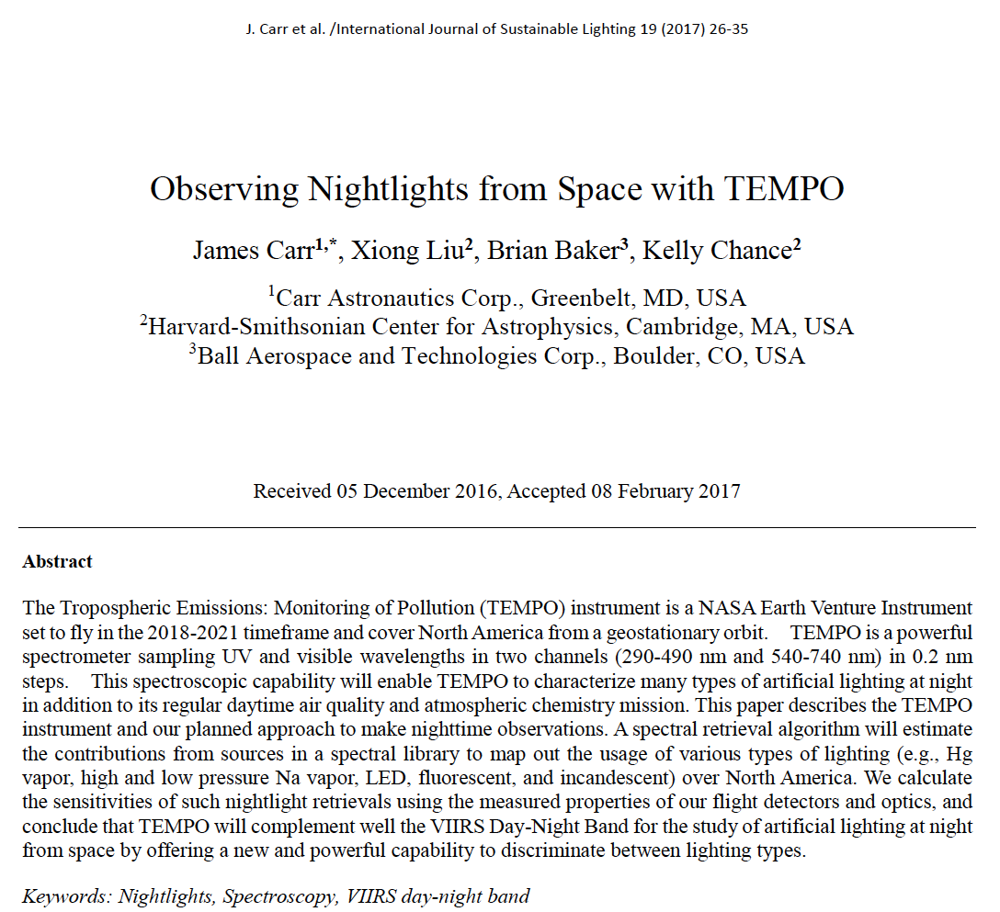 J. Carr et al. /International Journal of Sustainable Lighting 19 (2017) 26-35
Observing Nightlights from Space with TEMPO
James Carr1,*, Xiong Liu2, Brian Baker3, Kelly Chance2
1Carr Astronautics Corp., Greenbelt, MD, USA
2Harvard-Smithsonian Center for Astrophysics, Cambridge, MA, USA
3Ball Aerospace and Technologies Corp., Boulder, CO, USA
Received 05 December 2016, Accepted 08 February 2017
Abstract
The Tropospheric Emissions: Monitoring of Pollution (TEMPO) instrument is a NASA Earth Venture Instrument
set to fly in the 2018-2021 timeframe and cover North America from a geostationary orbit. TEMPO is a powerful
spectrometer sampling UV and visible wavelengths in two channels (290-490 nm and 540-740 nm) in 0.2 nm
steps. This spectroscopic capability will enable TEMPO to characterize many types of artificial lighting at night
in addition to its regular daytime air quality and atmospheric chemistry mission. This paper describes the TEMPO
instrument and our planned approach to make nighttime observations. A spectral retrieval algorithm will estimate
the contributions from sources in a spectral library to map out the usage of various types of lighting (e.g., Hg
vapor, high and low pressure Na vapor, LED, fluorescent, and incandescent) over North America. We calculate
the sensitivities of such nightlight retrievals using the measured properties of our flight detectors and optics, and
conclude that TEMPO will complement well the VIIRS Day-Night Band for the study of artificial lighting at night
from space by offering a new and powerful capability to discriminate between lighting types.
Keywords: Nightlights, Spectroscopy, VIIRS day-night band